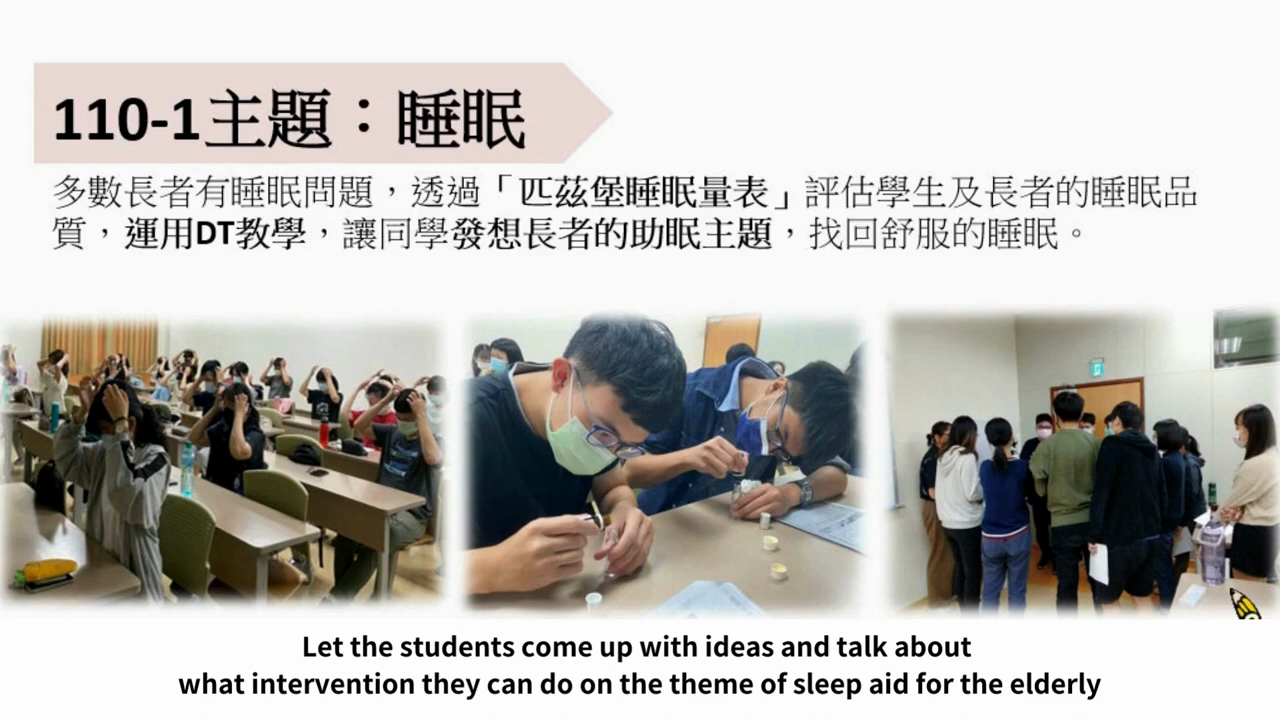 110-1主題：睡眠
多數長者有睡眠問題，透過「匹茲堡睡眠量表」評估學生及長者的睡眠品
質，運用DT教學，讓同學發想長者的助眠主題，找回舒服的睡眠。
Let the students come up with ideas and talk about
what intervention they can do on the theme of sleep aid for the elderly